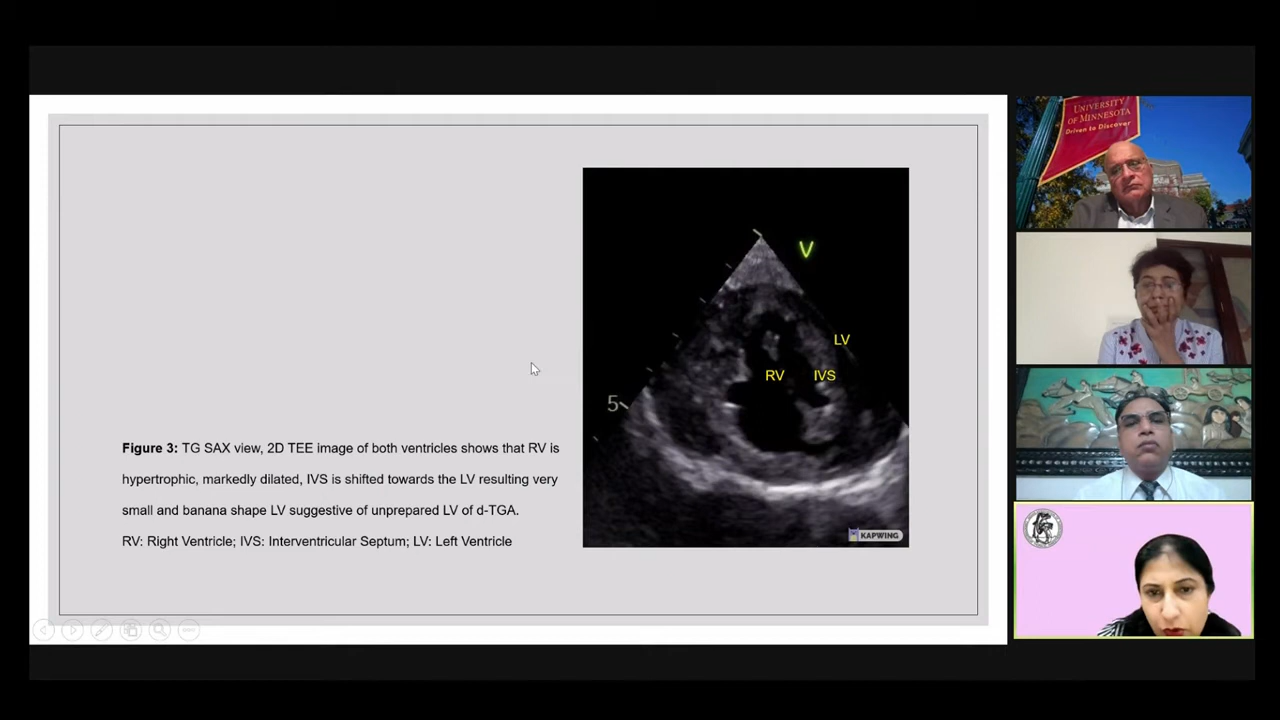 UNIVERSITY
OF MINNESOTA
Driven to Discover
V
LV
RV
IVS
5
Figure 3: TG SAX view, 2D TEE image of both ventricles shows that RV is
hypertrophic, markedly dilated, IVS is shifted towards the LV resulting very
small and banana shape LV suggestive of unprepared LV of d-TGA.
RV: Right Ventricle; IVS: Interventricular Septum; LV: Left Ventricle
KAPWING